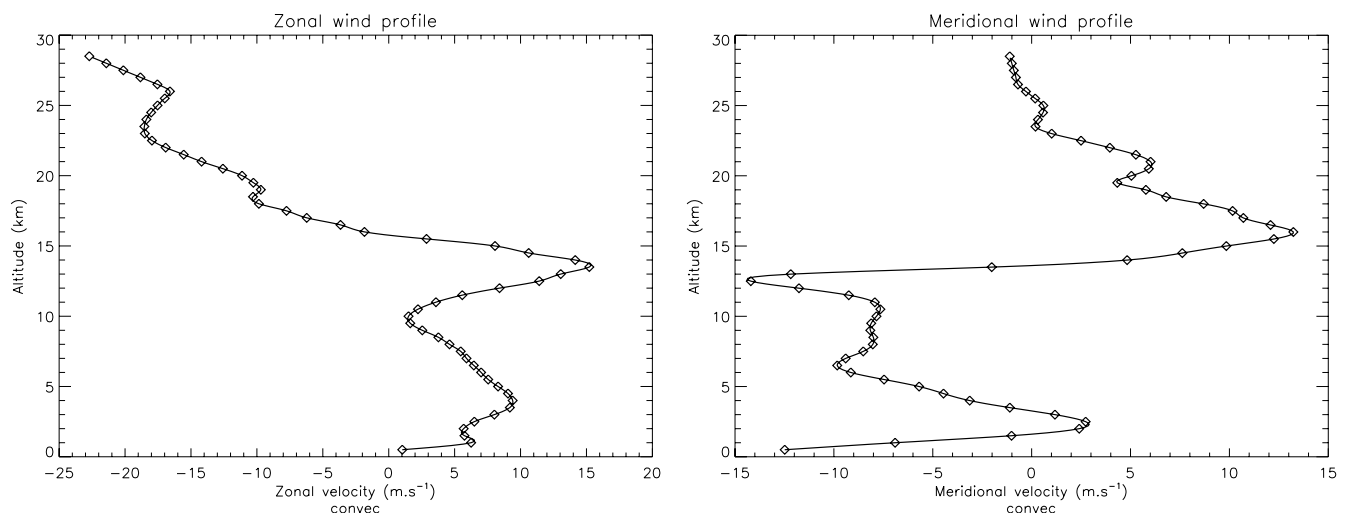 Zonal wind profile
30
25
20
15
10
5
0
Altitude (km)
−25 −20 −15 −10 −5 0 5 10 15 20
Zonal velocity (m.s⁻¹)
convec
Meridional wind profile
30
25
20
15
10
5
0
Altitude (km)
−15 −10 −5 0 5 10 15
Meridional velocity (m.s⁻¹)
convec